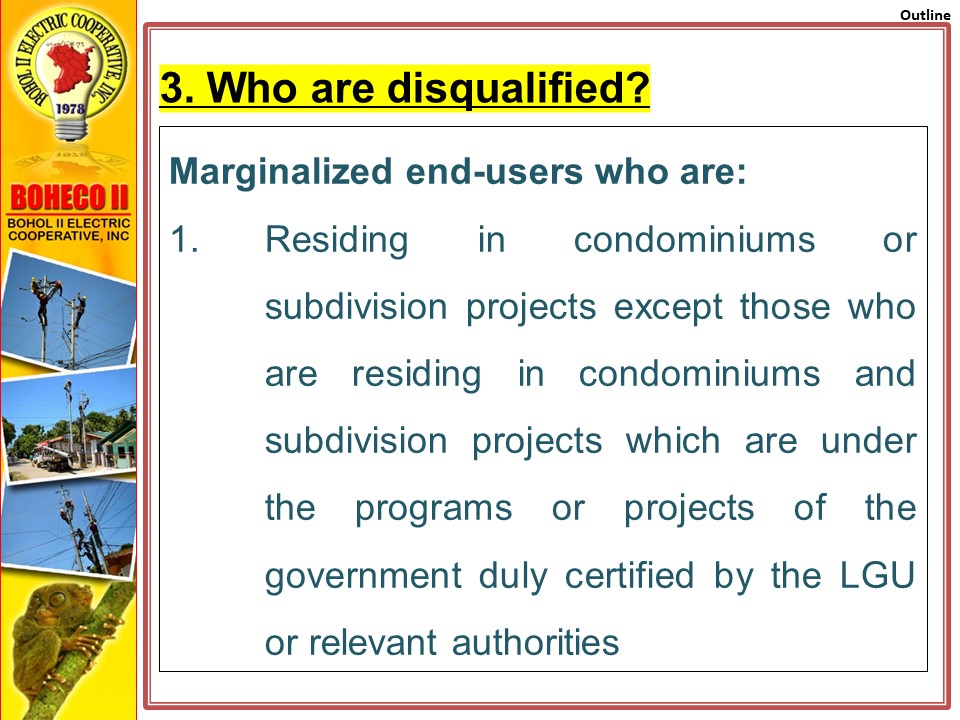 Outline
BOHOL II ELECTRIC COOPERATIVE, INC.
1978
BOHECO II
BOHOL II ELECTRIC
COOPERATIVE, INC
3. Who are disqualified?
Marginalized end-users who are:
1. Residing in condominiums or
subdivision projects except those who
are residing in condominiums and
subdivision projects which are under
the programs or projects of the
government duly certified by the LGU
or relevant authorities